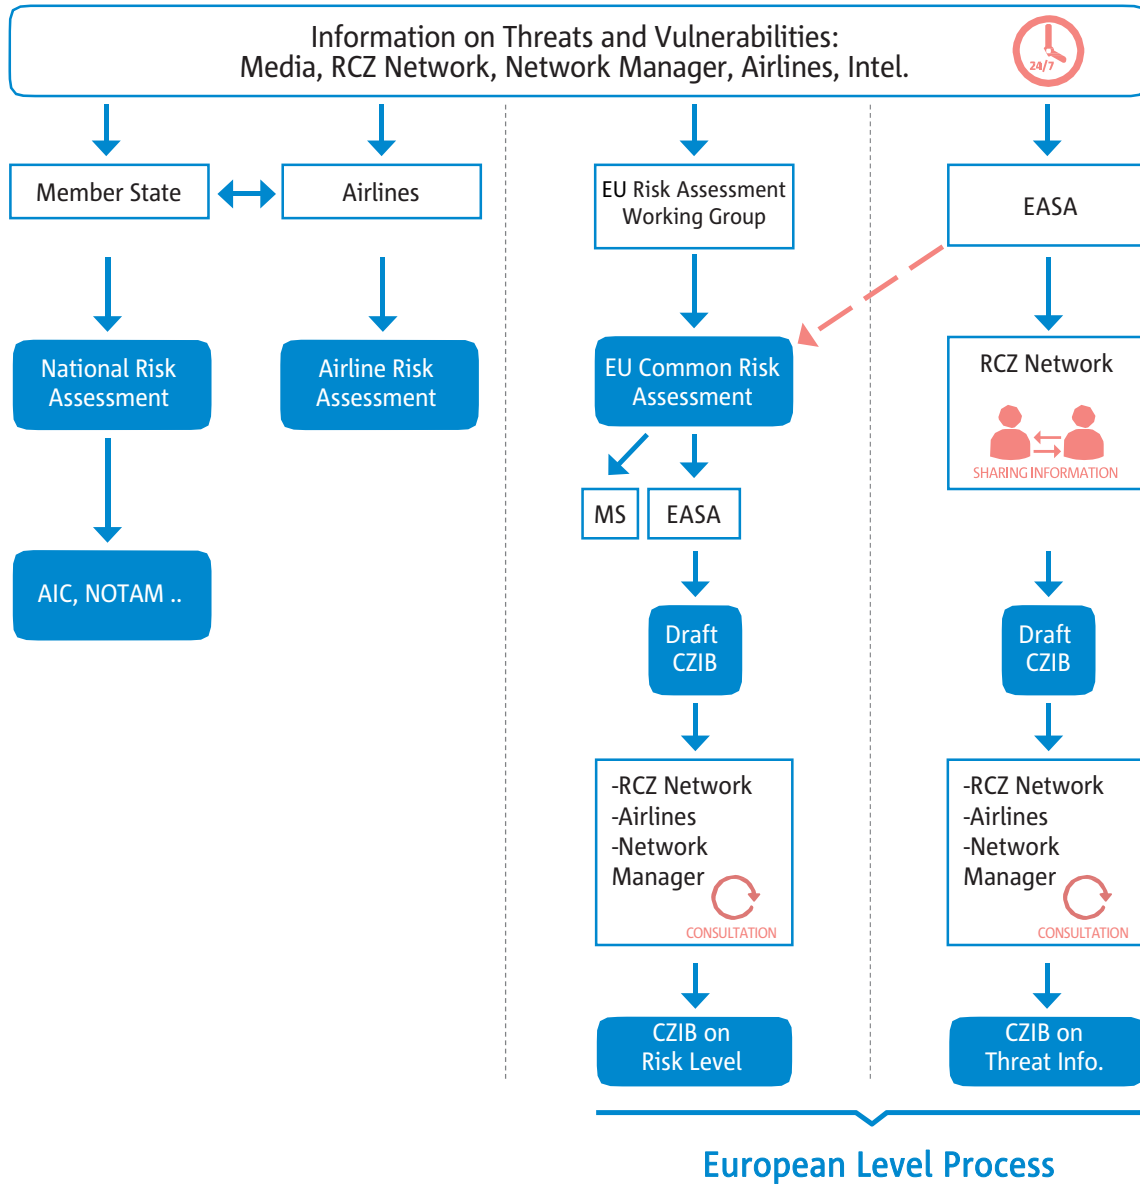 Information on Threats and Vulnerabilities:
Media, RCZ Network, Network Manager, Airlines, Intel.
24/7
Member State
Airlines
EU Risk Assessment
Working Group
EASA
National Risk
Assessment
Airline Risk
Assessment
EU Common Risk
Assessment
RCZ Network
SHARING INFORMATION
MS
EASA
AIC, NOTAM ..
Draft
CZIB
Draft
CZIB
-RCZ Network
-Airlines
-Network
Manager
CONSULTATION
-RCZ Network
-Airlines
-Network
Manager
CONSULTATION
CZIB on
Risk Level
CZIB on
Threat Info.
European Level Process